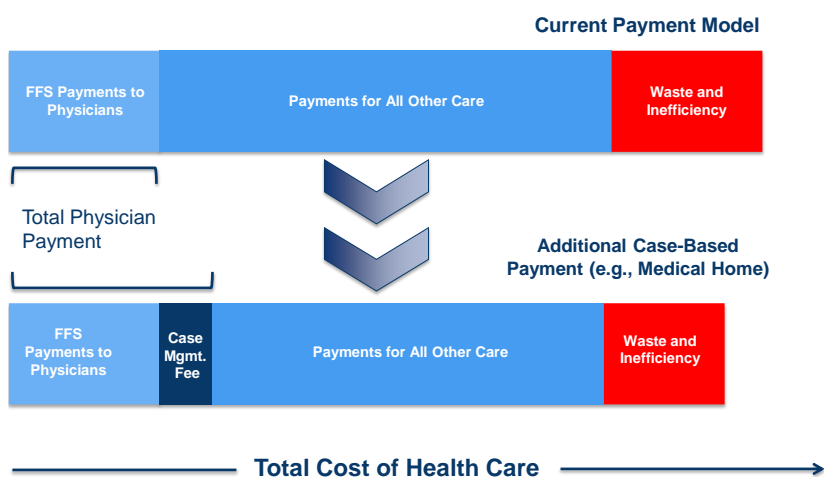 Current Payment Model
FFS Payments to
Physicians
Payments for All Other Care
Waste and
Inefficiency
Total Physician
Payment
Additional Case-Based
Payment (e.g., Medical Home)
FFS
Payments to
Physicians
Case
Mgmt.
Fee
Payments for All Other Care
Waste and
Inefficiency
Total Cost of Health Care